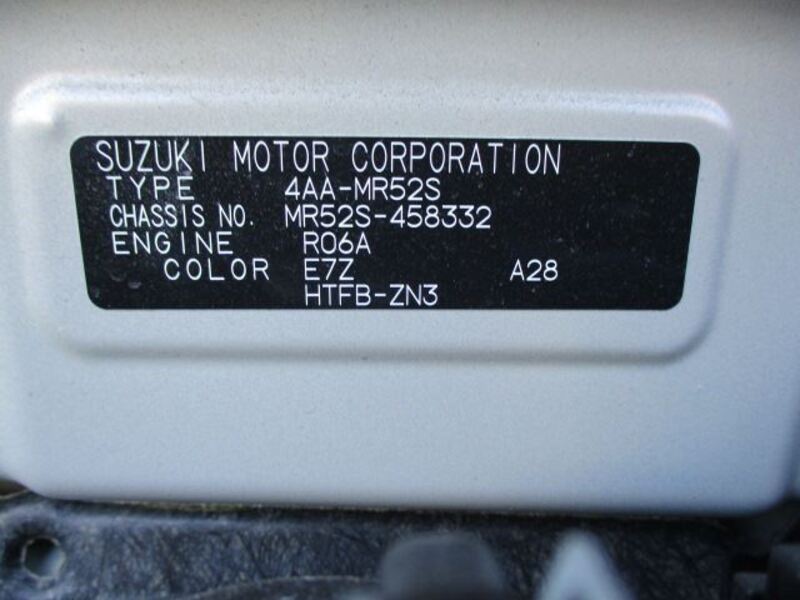 SUZUKI MOTOR CORPORATION
TYPE 4AA-MR52S
CHASSIS NO. MR52S-458332
ENGINE R06A
COLOR E7Z A28
HTFB-ZN3